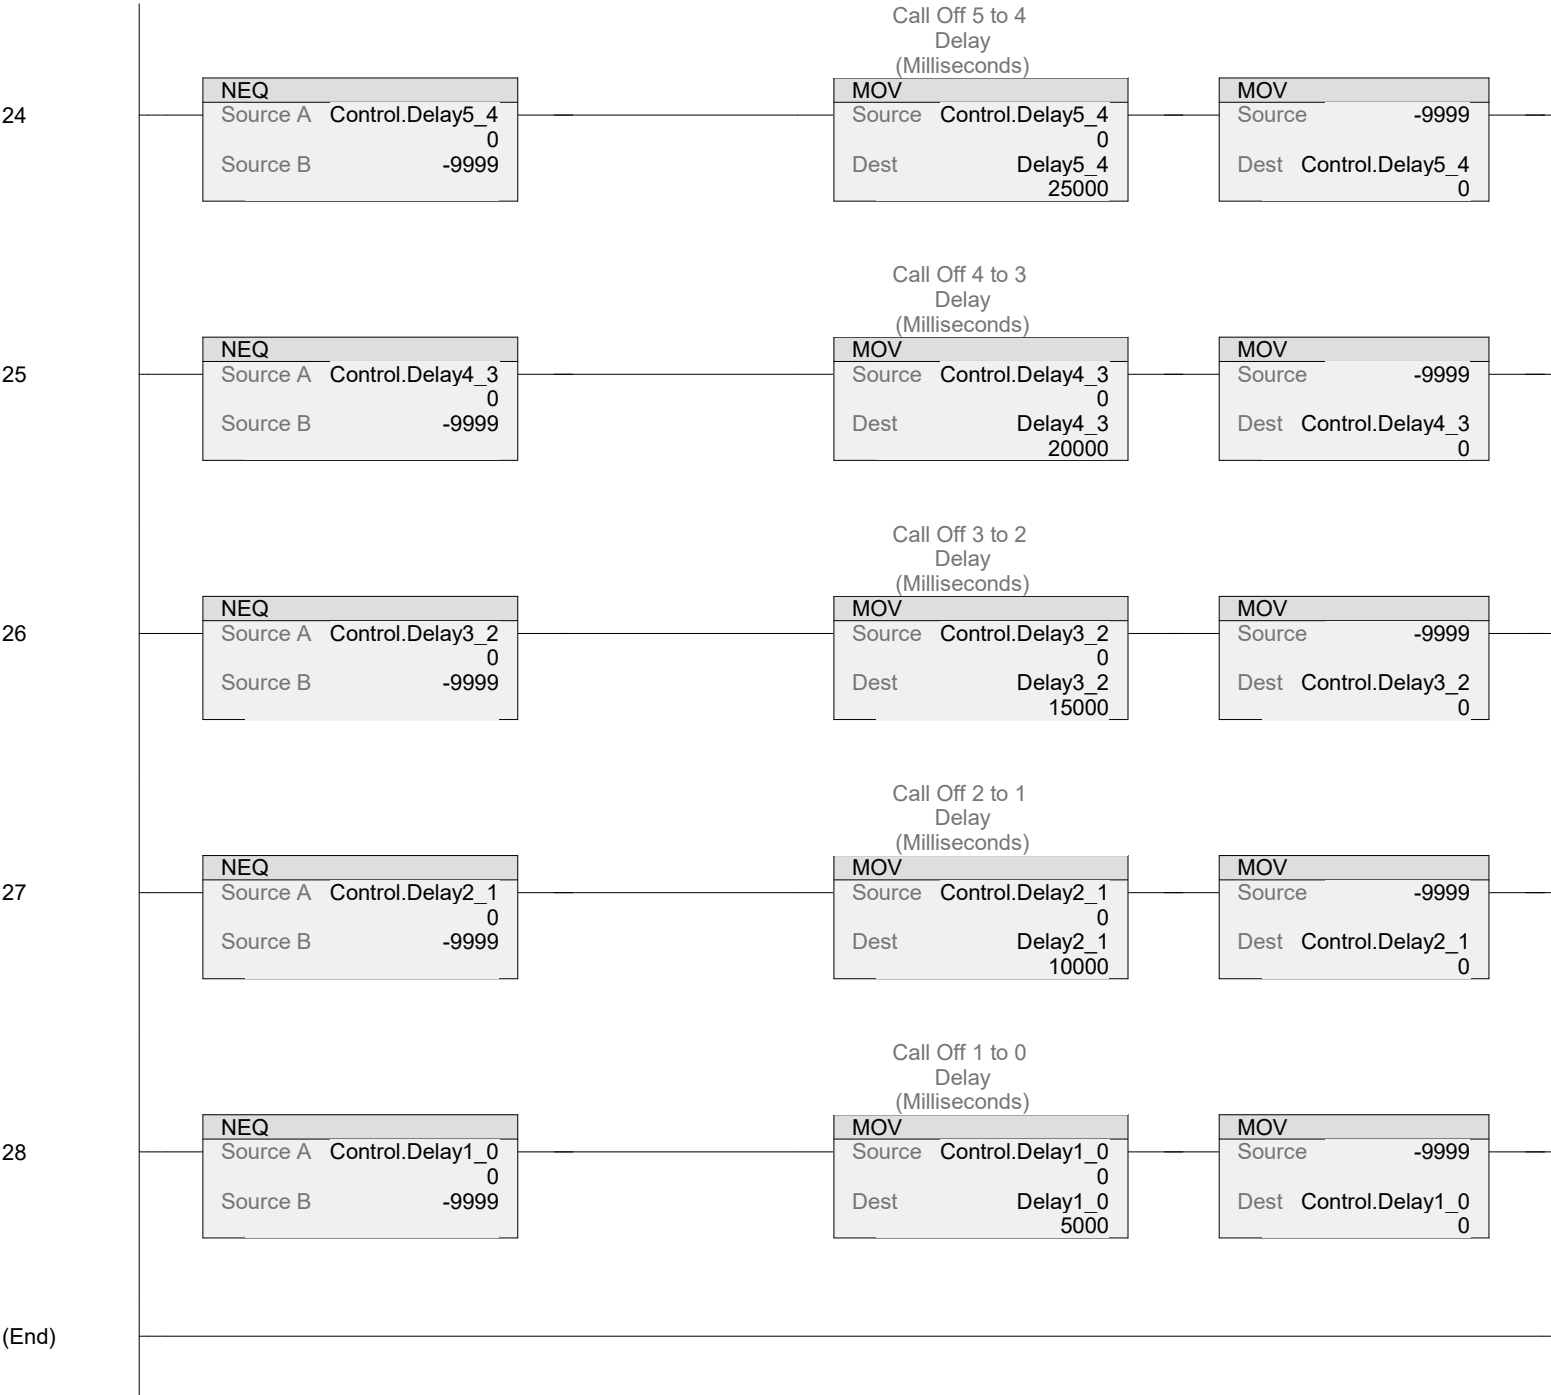 Call Off 5 to 4
Delay
(Milliseconds)
24
NEQ
Source A Control.Delay5_4
0
Source B -9999
MOV
Source Control.Delay5_4
0
Dest Delay5_4
25000
MOV
Source -9999
Dest Control.Delay5_4
0
Call Off 4 to 3
Delay
(Milliseconds)
25
NEQ
Source A Control.Delay4_3
0
Source B -9999
MOV
Source Control.Delay4_3
0
Dest Delay4_3
20000
MOV
Source -9999
Dest Control.Delay4_3
0
Call Off 3 to 2
Delay
(Milliseconds)
26
NEQ
Source A Control.Delay3_2
0
Source B -9999
MOV
Source Control.Delay3_2
0
Dest Delay3_2
15000
MOV
Source -9999
Dest Control.Delay3_2
0
Call Off 2 to 1
Delay
(Milliseconds)
27
NEQ
Source A Control.Delay2_1
0
Source B -9999
MOV
Source Control.Delay2_1
0
Dest Delay2_1
10000
MOV
Source -9999
Dest Control.Delay2_1
0
Call Off 1 to 0
Delay
(Milliseconds)
28
NEQ
Source A Control.Delay1_0
0
Source B -9999
MOV
Source Control.Delay1_0
0
Dest Delay1_0
5000
MOV
Source -9999
Dest Control.Delay1_0
0
(End)